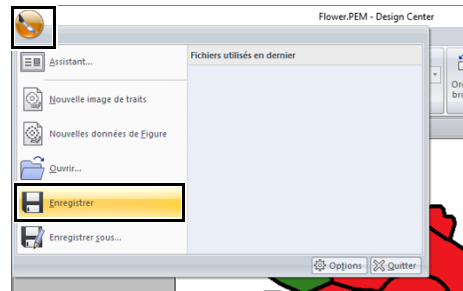 Flower.PEM - Design Center
Assistant...
Fichiers utilisés en dernier
Nouvelle image de traits
Nouvelles données de Figure
Ouvrir...
Enregistrer
Enregistrer sous...
Options
Quitter